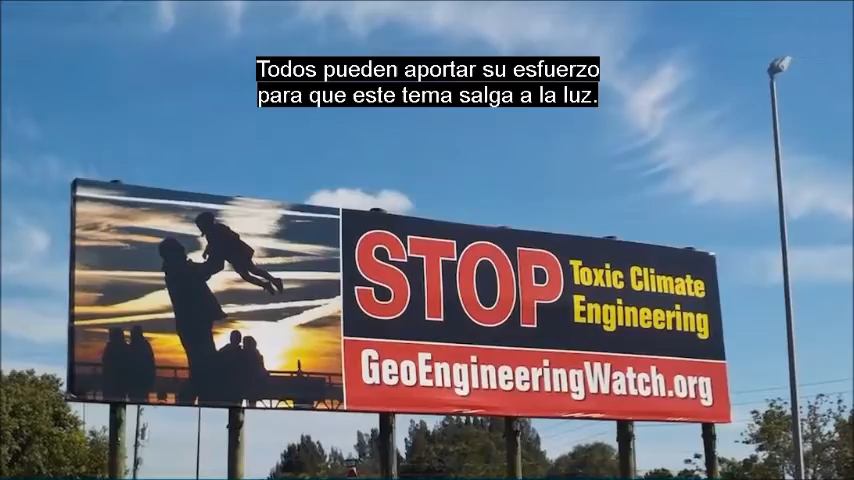 Todos pueden aportar su esfuerzo
para que este tema salga a la luz.
STOP
Toxic Climate
Engineering
GeoEngineeringWatch.org